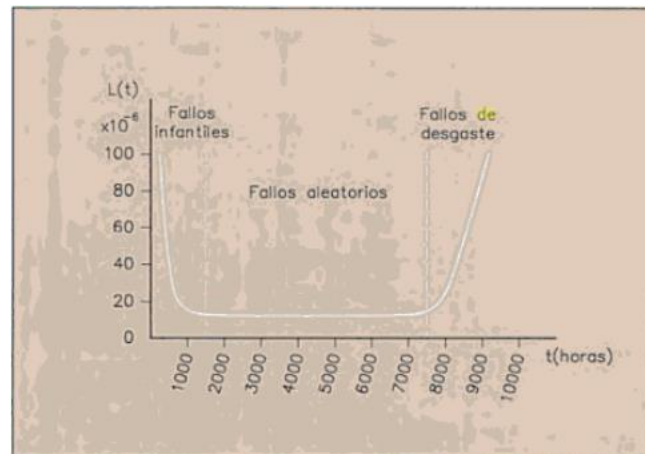 L(t)
x10-6
Fallos
infantiles
Fallos de
desgaste
Fallos aleatorios
100
80
60
40
20
0
1000
2000
3000
4000
5000
6000
7000
8000
9000
10000
t(horas)